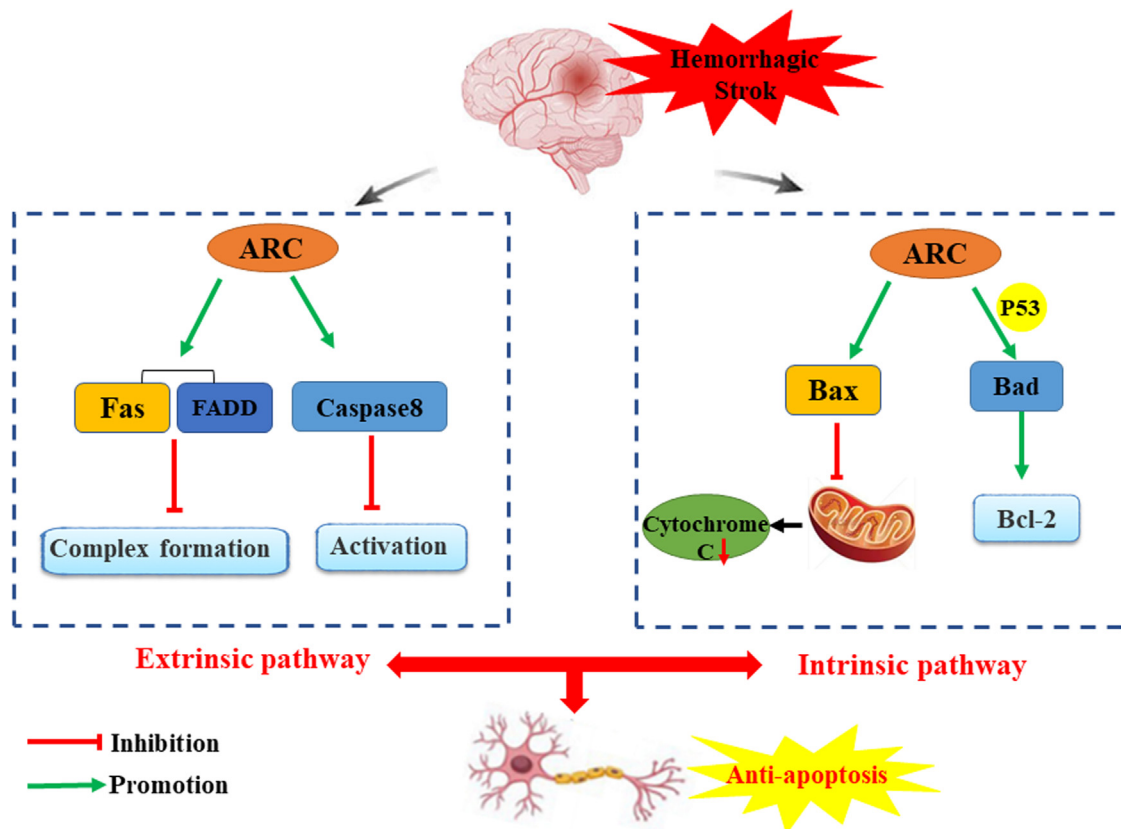 Hemorrhagic
Strok
ARC
Fas
FADD
Caspase8
Complex formation
Activation
ARC
P53
Bax
Bad
Cytochrome
C
Bcl-2
Extrinsic pathway
Intrinsic pathway
Inhibition
Promotion
Anti-apoptosis